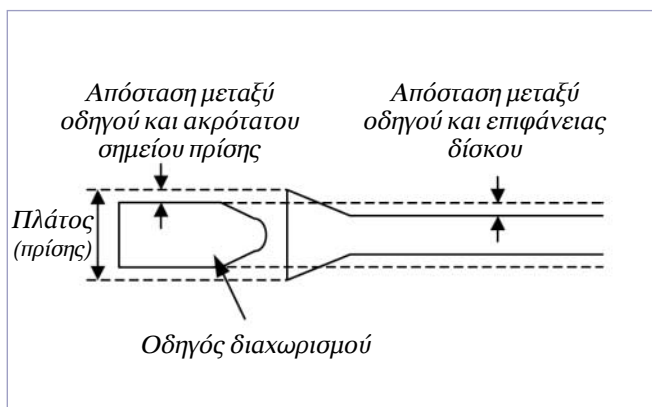 Απόσταση μεταξύ
οδηγού και ακρότατου
σημείου πρίσης
Απόσταση μεταξύ
οδηγού και επιφάνειας
δίσκου
Πλάτος
(πρίσης)
Οδηγός διαχωρισμού